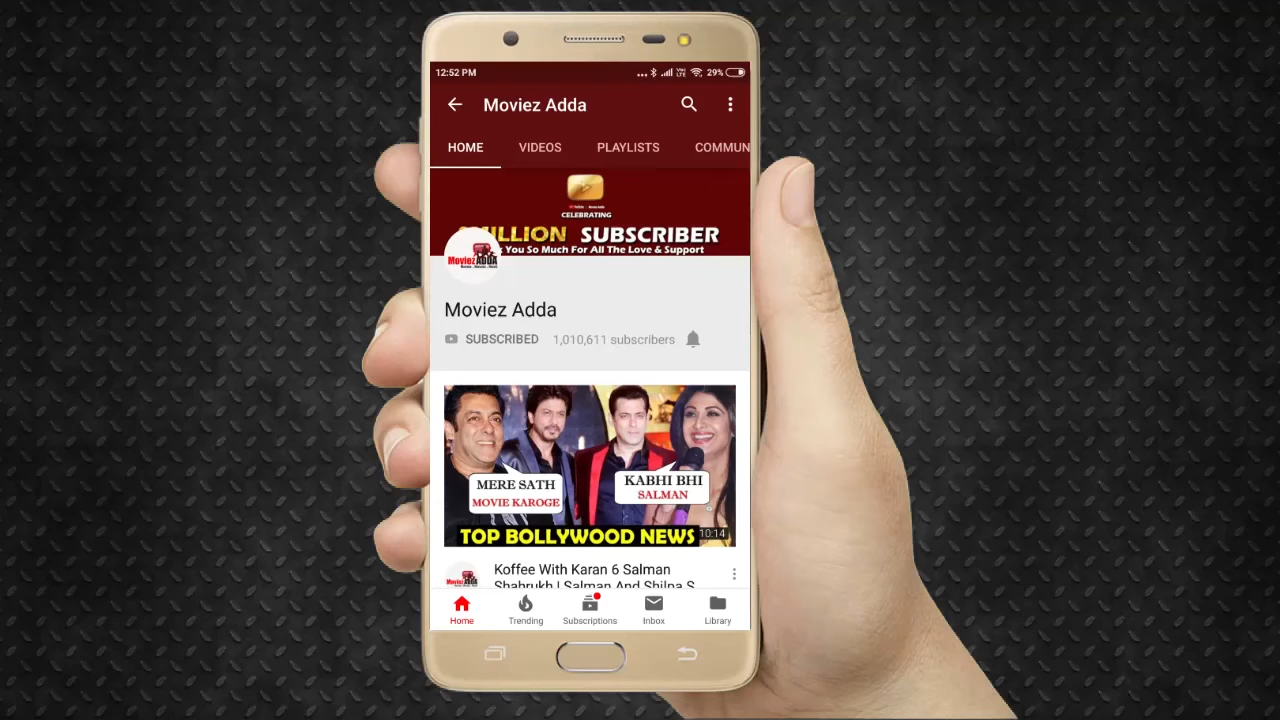 12:52 PM
29%
Moviez Adda
HOME VIDEOS PLAYLISTS COMMUN
CELEBRATING
ILLION SUBSCRIBER
k You So Much For All The Love & Support
Moviez ADDA
Moviez Adda
SUBSCRIBED 1,010,611 subscribers
MERE SATH
MOVIE KAROGE
KABHI BHI
SALMAN
TOP BOLLYWOOD NEWS
10:14
Koffee With Karan 6 Salman
Shahrukh | Salman And Shilpa S
Home Trending Subscriptions Inbox Library